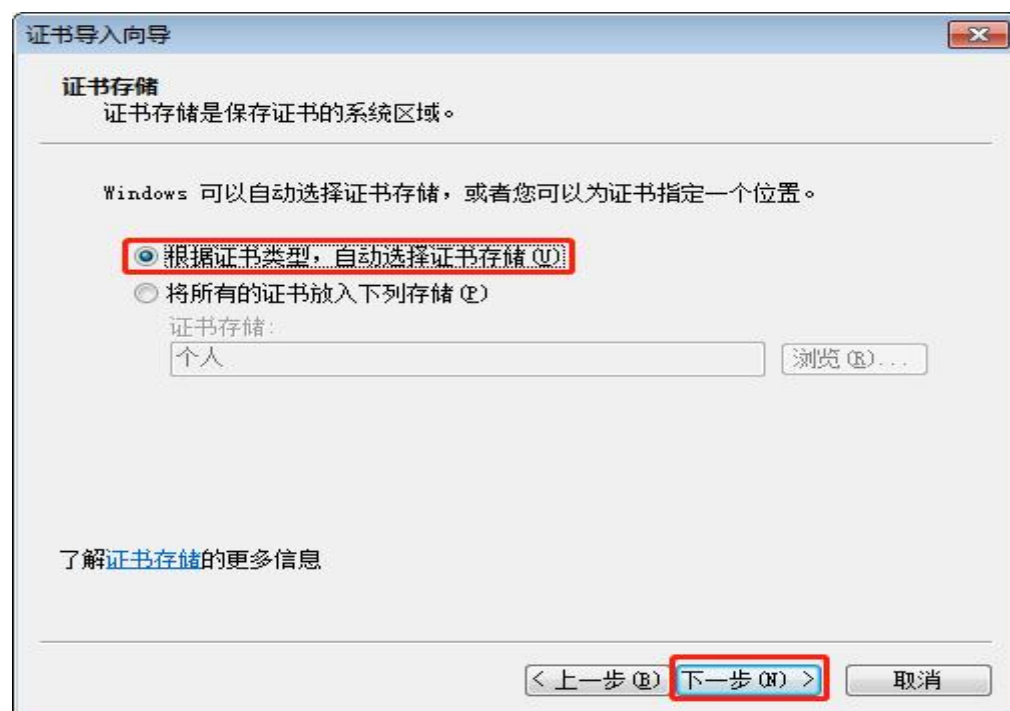 证书导入向导
证书存储
证书存储是保存证书的系统区域。
Windows 可以自动选择证书存储，或者您可以为证书指定一个位置。
根据证书类型，自动选择证书存储(U)
将所有的证书放入下列存储(P)
证书存储:
个人 浏览(R)...
了解证书存储的更多信息
< 上一步(B) 下一步(N) > 取消